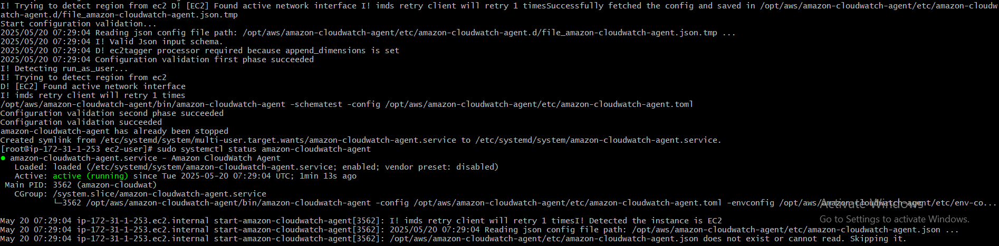 I! Trying to detect region from ec2 D! [EC2] Found active network interface I! imds retry client will retry 1 timesSuccessfully fetched the config and saved in /opt/aws/amazon-cloudwatch-agent/etc/amazon-cloudw
atch-agent.d/file_amazon-cloudwatch-agent.json.tmp
Start configuration validation...
2025/05/20 07:29:04 Reading json config file path: /opt/aws/amazon-cloudwatch-agent/etc/amazon-cloudwatch-agent.d/file_amazon-cloudwatch-agent.json.tmp ...
2025/05/20 07:29:04 I! Valid Json input schema.
2025/05/20 07:29:04 D! ec2tagger processor required because append_dimensions is set
2025/05/20 07:29:04 Configuration validation first phase succeeded
I! Detecting run_as_user...
I! Trying to detect region from ec2
D! [EC2] Found active network interface
I! imds retry client will retry 1 times
/opt/aws/amazon-cloudwatch-agent/bin/amazon-cloudwatch-agent -schematest -config /opt/aws/amazon-cloudwatch-agent/etc/amazon-cloudwatch-agent.toml
Configuration validation second phase succeeded
Configuration validation succeeded
amazon-cloudwatch-agent has already been stopped
Created symlink from /etc/systemd/system/multi-user.target.wants/amazon-cloudwatch-agent.service to /etc/systemd/system/amazon-cloudwatch-agent.service.
[root@ip-172-31-1-253 ec2-user]# sudo systemctl status amazon-cloudwatch-agent
● amazon-cloudwatch-agent.service - Amazon CloudWatch Agent
   Loaded: loaded (/etc/systemd/system/amazon-cloudwatch-agent.service; enabled; vendor preset: disabled)
   Active: active (running) since Tue 2025-05-20 07:29:04 UTC; 1min 13s ago
 Main PID: 3562 (amazon-cloudwat)
   CGroup: /system.slice/amazon-cloudwatch-agent.service
           └─3562 /opt/aws/amazon-cloudwatch-agent/bin/amazon-cloudwatch-agent -config /opt/aws/amazon-cloudwatch-agent/etc/amazon-cloudwatch-agent.toml -envconfig /opt/aws/amazon-cloudwatch-agent/etc/env-co...
Activate Windows
Go to Settings to activate Windows.
May 20 07:29:04 ip-172-31-1-253.ec2.internal start-amazon-cloudwatch-agent[3562]: I! imds retry client will retry 1 timesI! Detected the instance is EC2
May 20 07:29:04 ip-172-31-1-253.ec2.internal start-amazon-cloudwatch-agent[3562]: 2025/05/20 07:29:04 Reading json config file path: /opt/aws/amazon-cloudwatch-agent/etc/amazon-cloudwatch-agent.json ...
May 20 07:29:04 ip-172-31-1-253.ec2.internal start-amazon-cloudwatch-agent[3562]: /opt/aws/amazon-cloudwatch-agent/etc/amazon-cloudwatch-agent.json does not exist or cannot read. Skipping it.